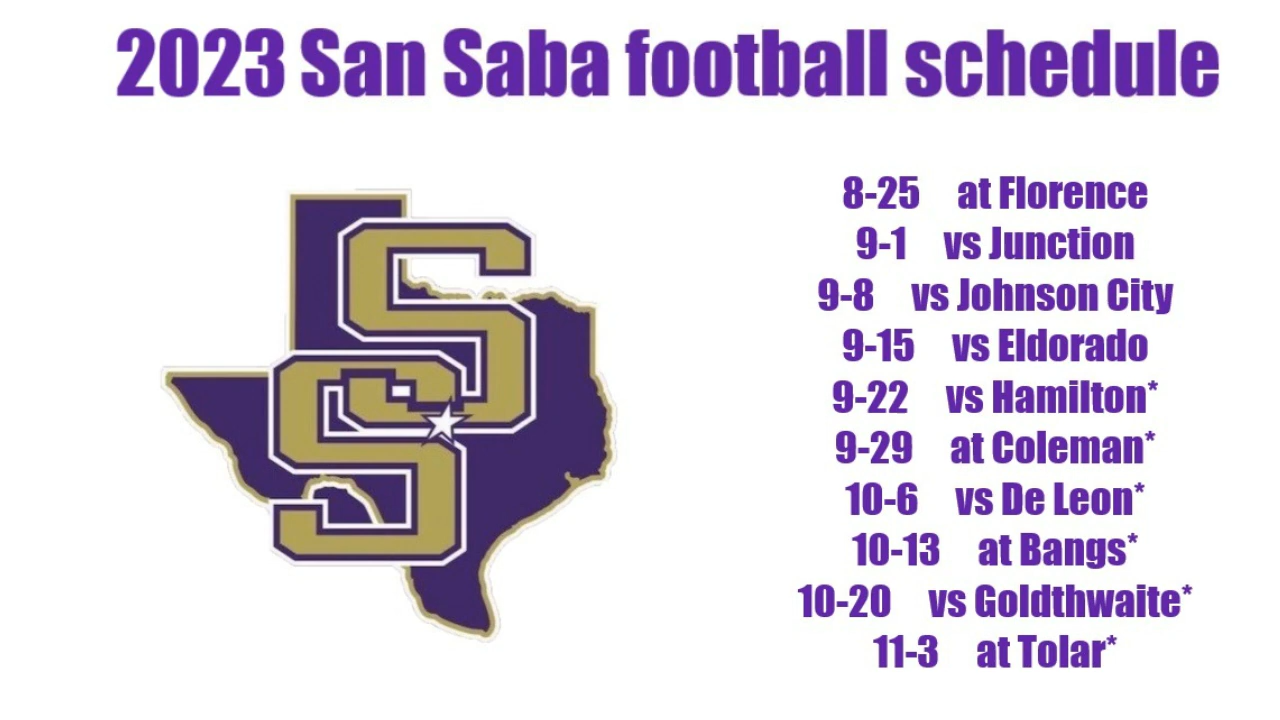 2023 San Saba football schedule
SS
8-25 at Florence
9-1 vs Junction
9-8 vs Johnson City
9-15 vs Eldorado
9-22 vs Hamilton*
9-29 at Coleman*
10-6 vs De Leon*
10-13 at Bangs*
10-20 vs Goldthwaite*
11-3 at Tolar*